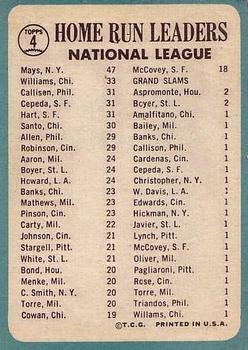 TOPPS
4
HOME RUN LEADERS
NATIONAL LEAGUE
Mays, N. Y. 47
Williams, Chi. 33
Callisen, Phil. 31
Cepeda, S. F. 31
Hart, S. F. 31
Santo, Chi. 30
Allen, Phil. 29
Robinson, Cin. 29
Aaron, Mil. 24
Boyer, St. L. 24
Howard, L.A. 24
Banks, Chi. 23
Mathews, Mil. 23
Pinson, Cin. 23
Carty, Mil. 22
Johnson, Cin. 21
Stargell, Pitt. 21
White, St. L. 21
Bond, Hou. 20
Menke, Mil. 20
C. Smith, N.Y. 20
Torre, Mil. 20
Cowan, Chi. 19
McCovey, S. F. 18
GRAND SLAMS
Aspromonte, Hou. 2
Boyer, St. L. 2
Amalfitano, Chi. 1
Bailey, Mil. 1
Banks, Chi. 1
Callisen, Phil. 1
Cardenas, Cin. 1
Cepeda, S. F. 1
Christopher, N.Y. 1
W. Davis, L.A. 1
Edwards, Cin. 1
Hickman, N.Y. 1
Javier, St. L. 1
Lynch, Pitt. 1
McCovey, S.F. 1
Oliver, Mil. 1
Pagliaroni, Pitt. 1
Rose, Cin. 1
Torre, Mil. 1
Triandos, Phil. 1
Willams, Chi. 1
©T.C.G. PRINTED IN U.S.A.